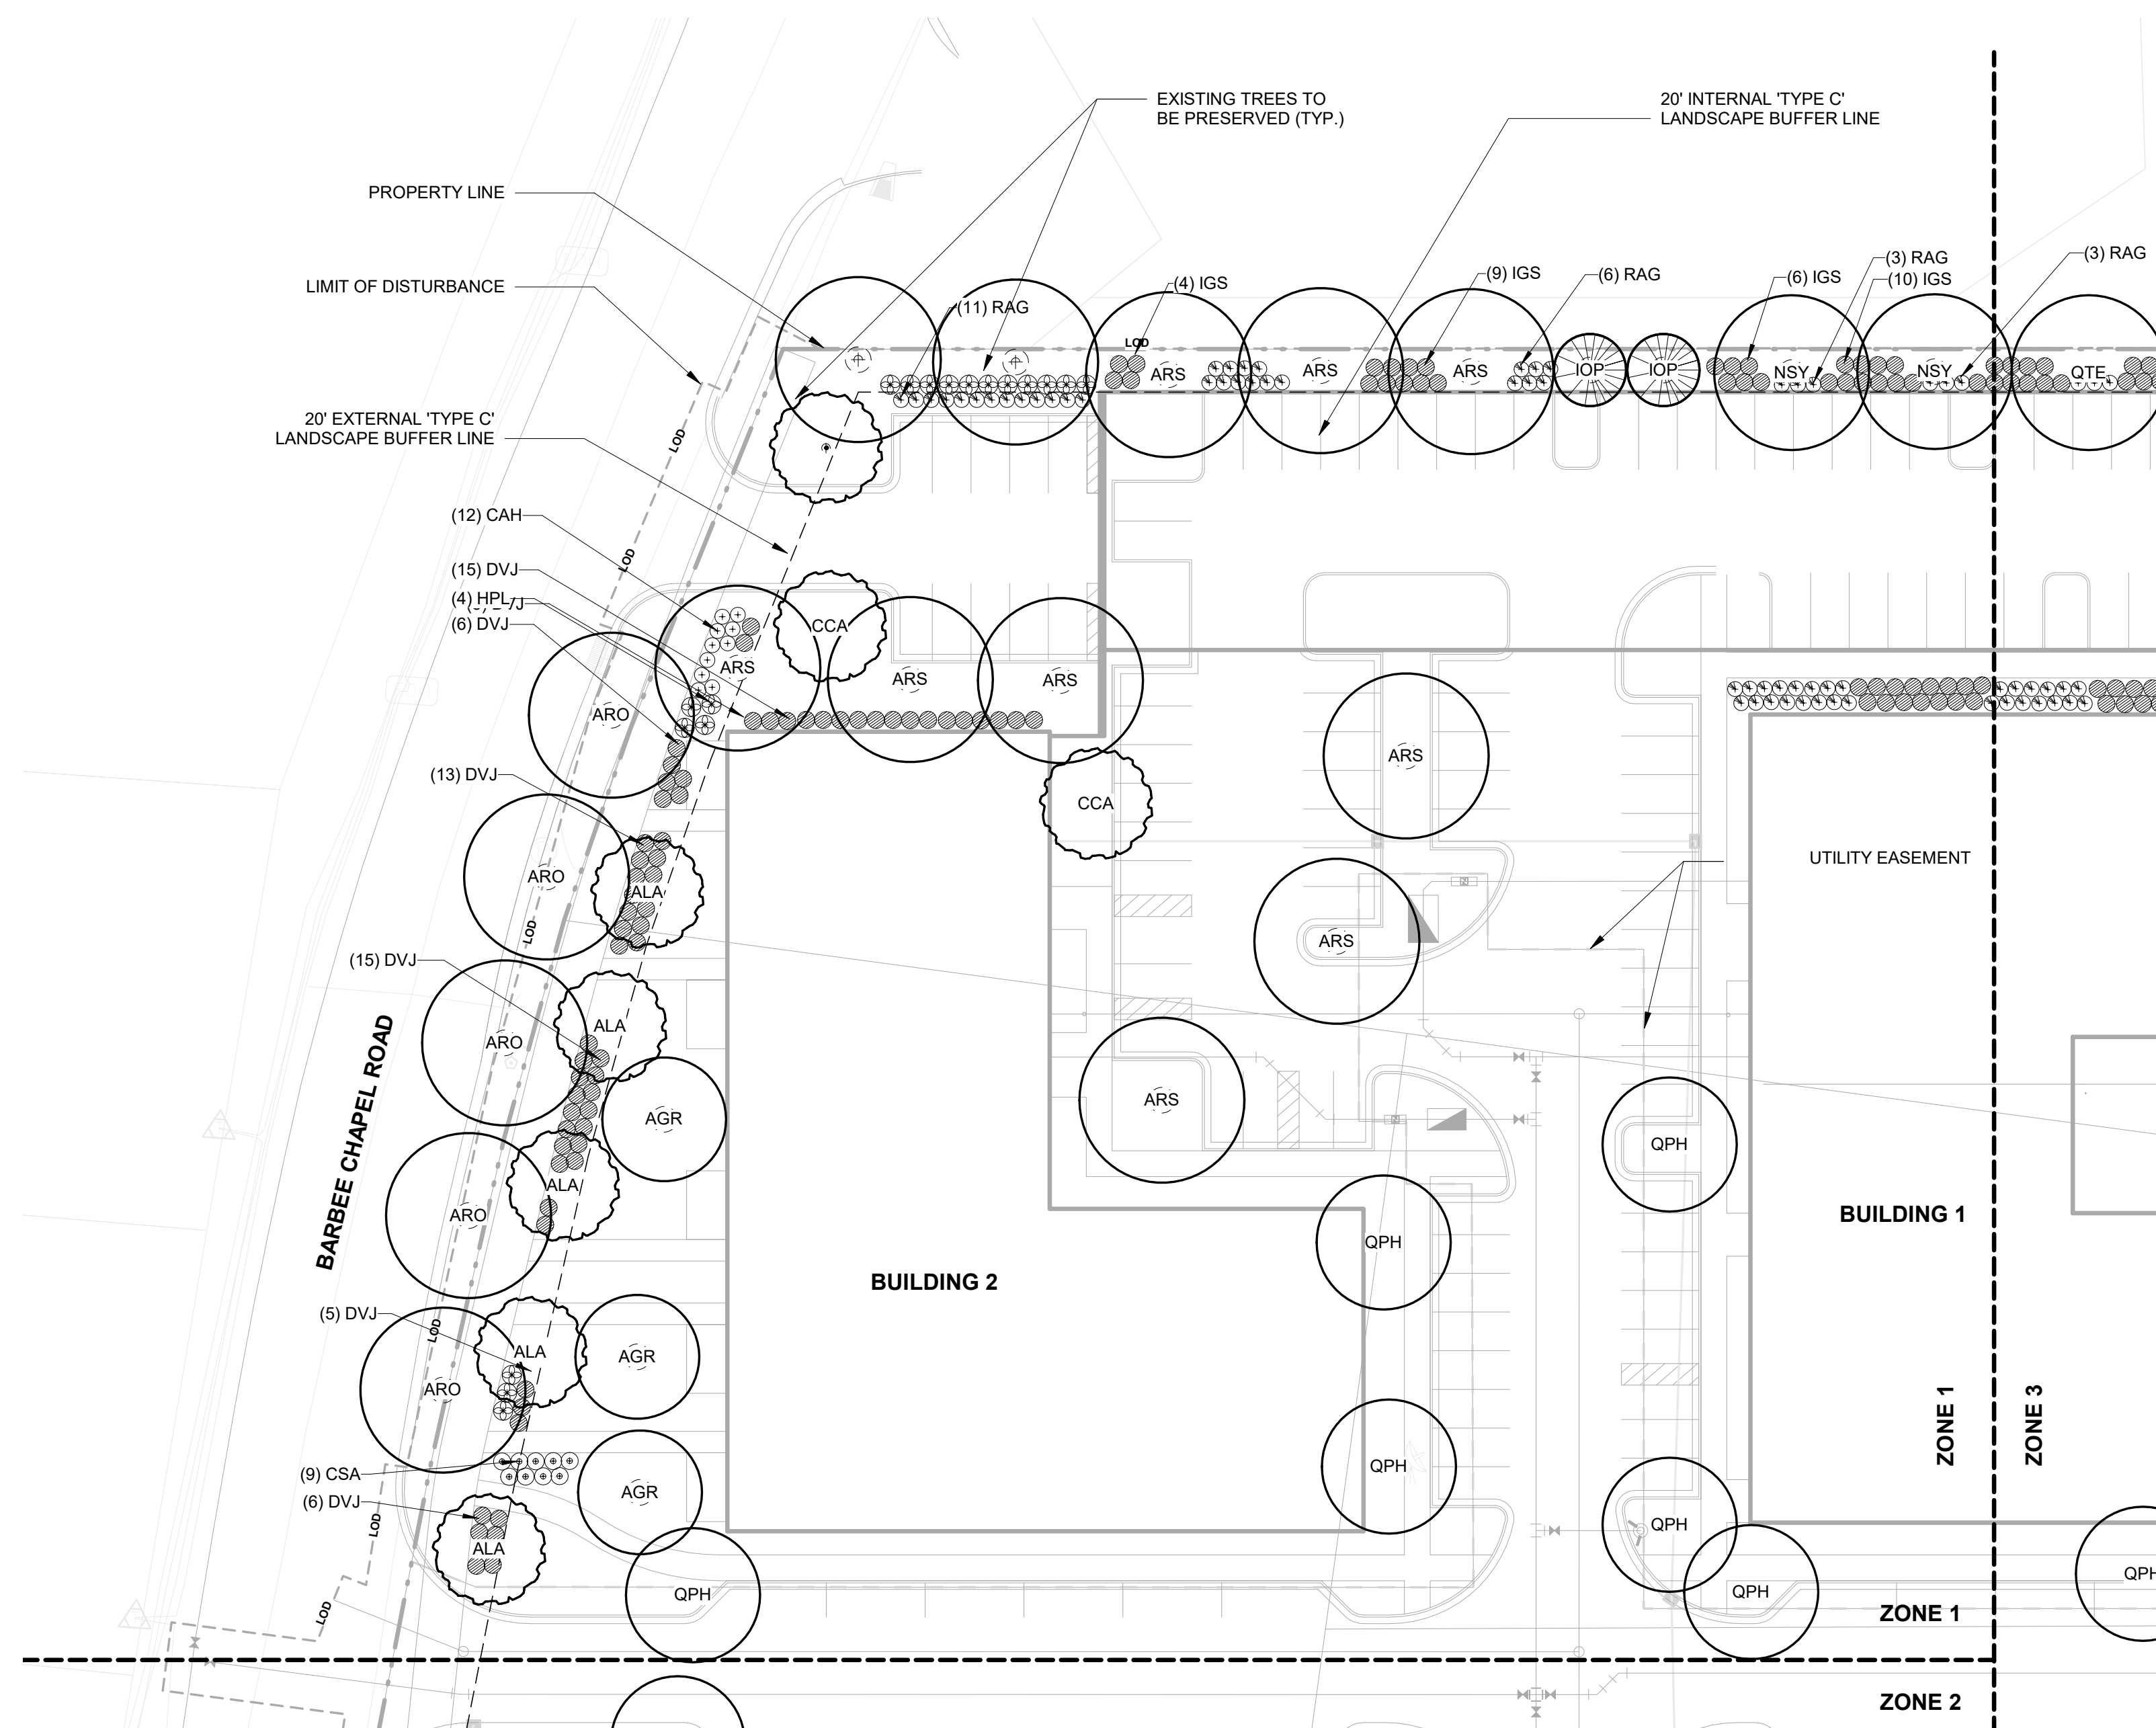 EXISTING TREES TO
BE PRESERVED (TYP.)
20' INTERNAL 'TYPE C'
LANDSCAPE BUFFER LINE
PROPERTY LINE
LIMIT OF DISTURBANCE
(11) RAG
(4) IGS
(9) IGS
(6) RAG
(6) IGS
(3) RAG
(10) IGS
(3) RAG
LOD
ARS
ARS
ARS
IOP
IOP
NSY
NSY
QTE
20' EXTERNAL 'TYPE C'
LANDSCAPE BUFFER LINE
LOD
(12) CAH
LOD
(15) DVJ
(4) HPL
(6) DVJ
CCA
ARS
ARS
ARS
ARO
ARS
(13) DVJ
CCA
UTILITY EASEMENT
ARO
ALA
LOD
ARS
(15) DVJ
ALA
ARO
BARBEE CHAPEL ROAD
ARS
AGR
QPH
ALA
ARO
BUILDING 1
QPH
BUILDING 2
(5) DVJ
LOD
ALA
AGR
ARO
ZONE 1
ZONE 3
(9) CSA
QPH
AGR
(6) DVJ
LOD
QPH
ALA
QPH
QPH
QPH
LOD
ZONE 1
ZONE 2